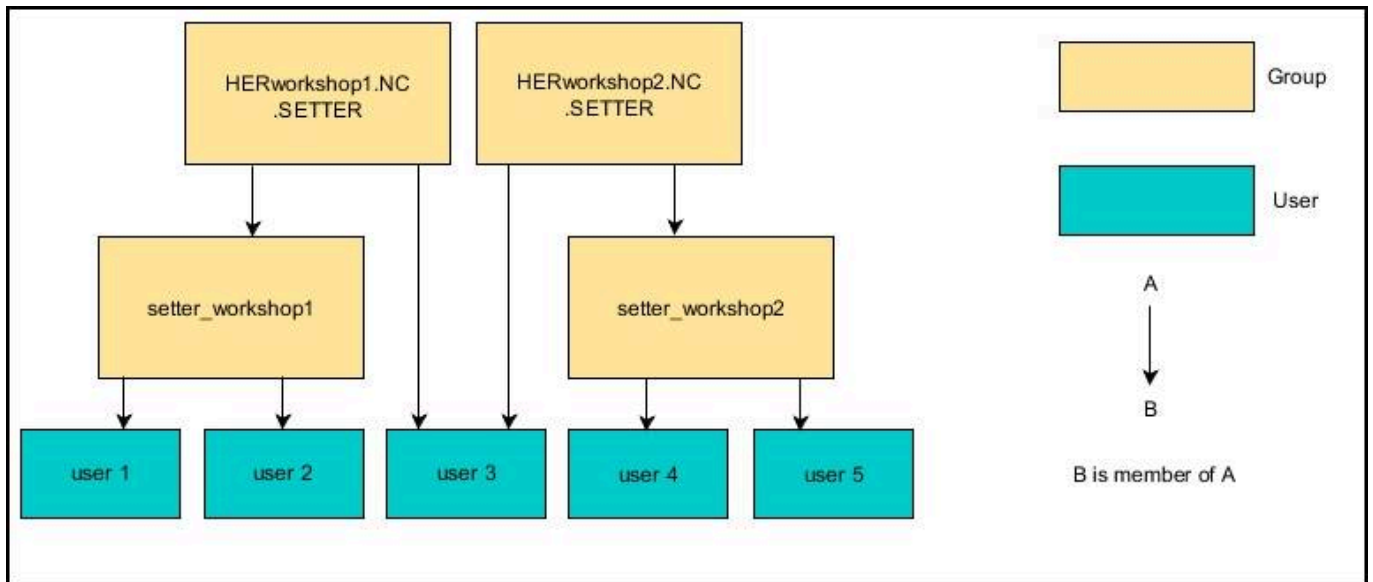 HERworkshop1.NC
.SETTER
HERworkshop2.NC
.SETTER
Group
User
setter_workshop1
setter_workshop2
A
B
user 1
user 2
user 3
user 4
user 5
B is member of A